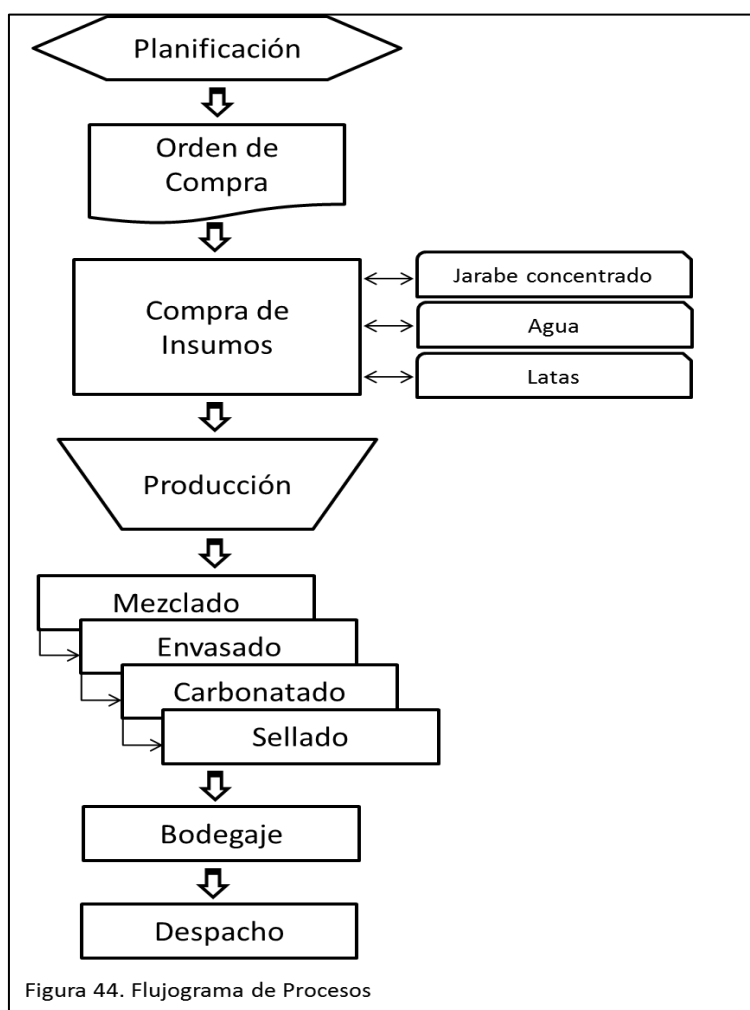 Planificación
Orden de
Compra
Compra de
Insumos
Jarabe concentrado
Agua
Latas
Producción
Mezclado
Envasado
Carbonatado
Sellado
Bodegaje
Despacho
Figura 44. Flujograma de Procesos